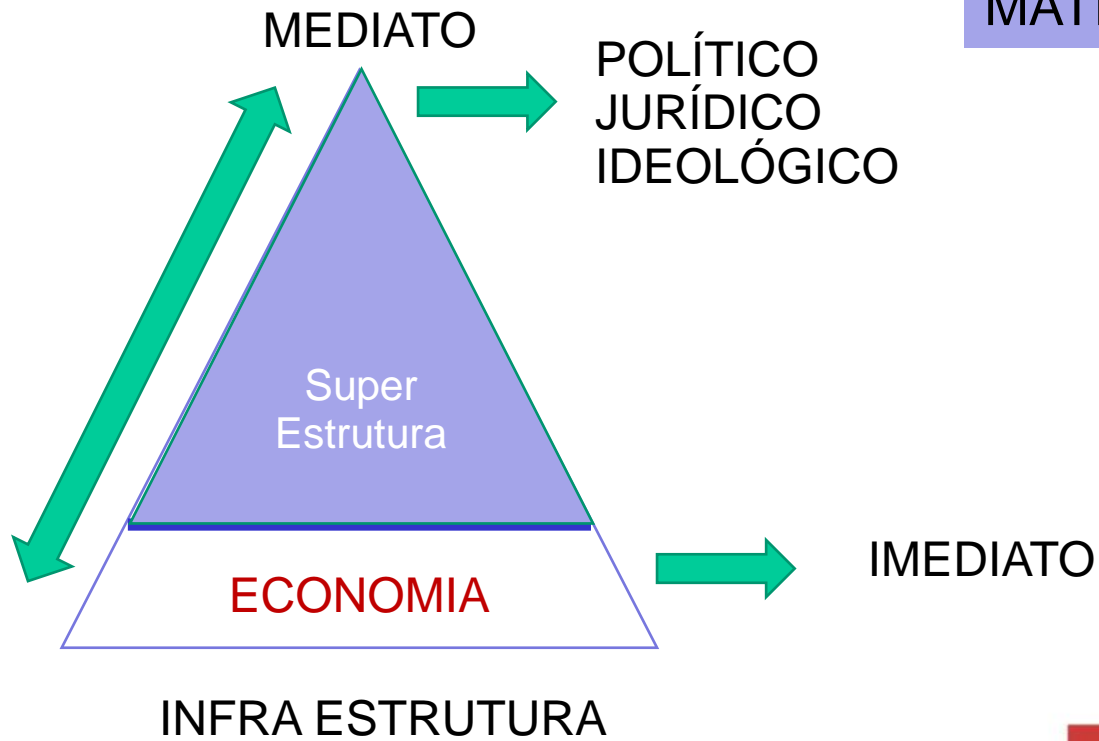 MEDIATO
POLÍTICO
JURÍDICO
IDEOLÓGICO
Super
Estrutura
ECONOMIA
IMEDIATO
INFRA ESTRUTURA